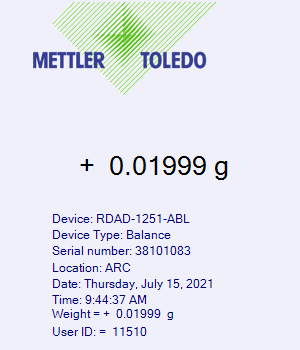 METTLER TOLEDO
+ 0.01999 g
Device: RDAD-1251-ABL
Device Type: Balance
Serial number: 38101083
Location: ARC
Date: Thursday, July 15, 2021
Time: 9:44:37 AM
Weight = + 0.01999 g
User ID: = 11510